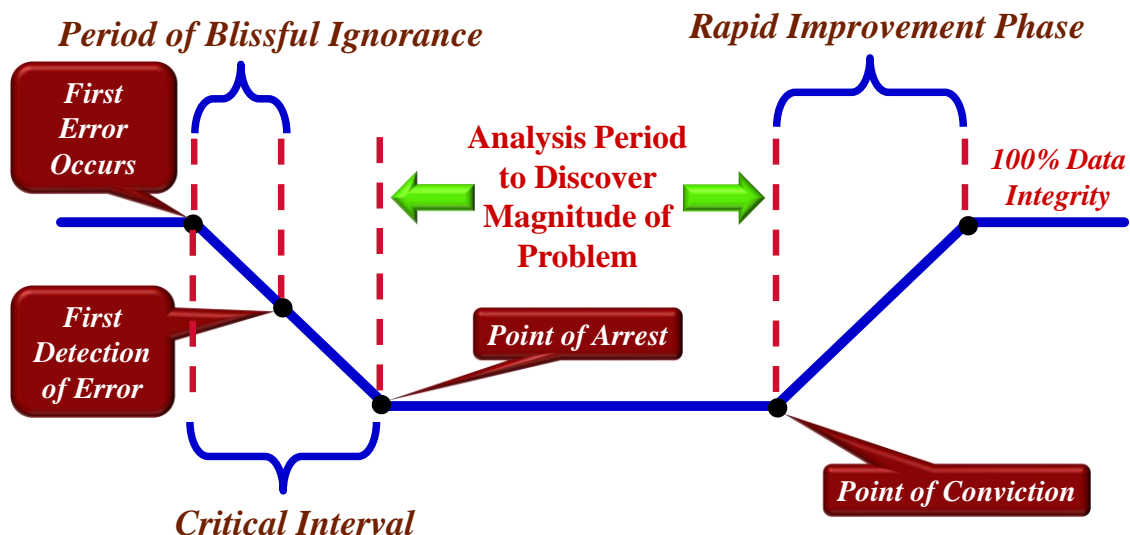 Period of Blissful Ignorance
Rapid Improvement Phase
First
Error
Occurs
Analysis Period
to Discover
Magnitude of
Problem
100% Data
Integrity
First
Detection
of Error
Point of Arrest
Point of Conviction
Critical Interval